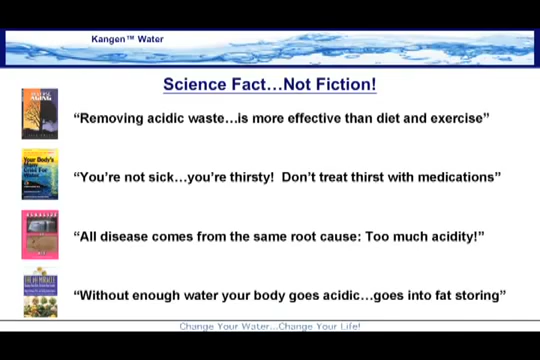 Kangen™ Water
Science Fact…Not Fiction!
AGING
“Removing acidic waste…is more effective than diet and exercise”
Your Body's
Many
Cries For
Water
“You’re not sick…you’re thirsty!  Don’t treat thirst with medications”
“All disease comes from the same root cause: Too much acidity!”
“Without enough water your body goes acidic…goes into fat storing”
Change Your Water…Change Your Life!